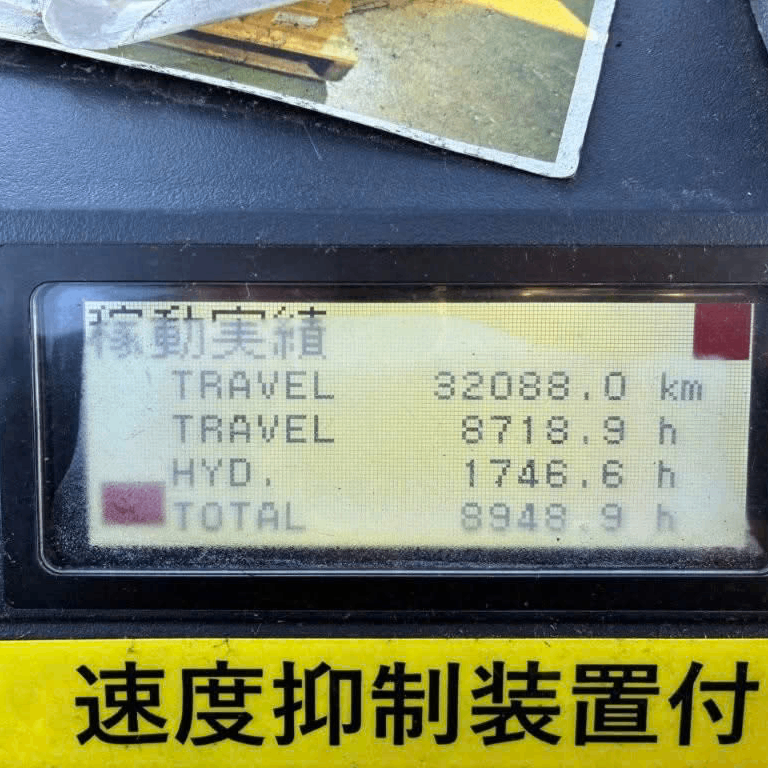 稼動実績
TRAVEL 32088.0 km
TRAVEL 8718.9 h
HYD. 1746.6 h
TOTAL 8948.9 h
速度抑制装置付